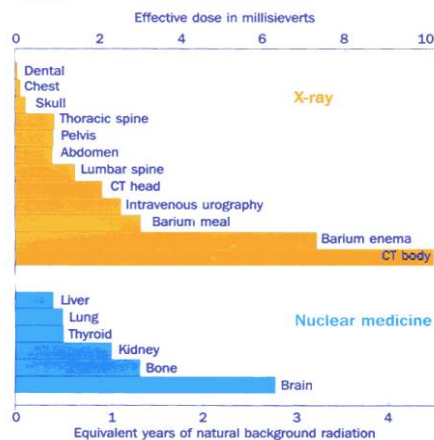 Effective dose in millisieverts
0 2 4 6 8 10
Dental
Chest
Skull
X-ray
Thoracic spine
Pelvis
Abdomen
Lumbar spine
CT head
Intravenous urography
Barium meal
Barium enema
CT body
Liver
Lung
Nuclear medicine
Thyroid
Kidney
Bone
Brain
0 1 2 3 4
Equivalent years of natural background radiation